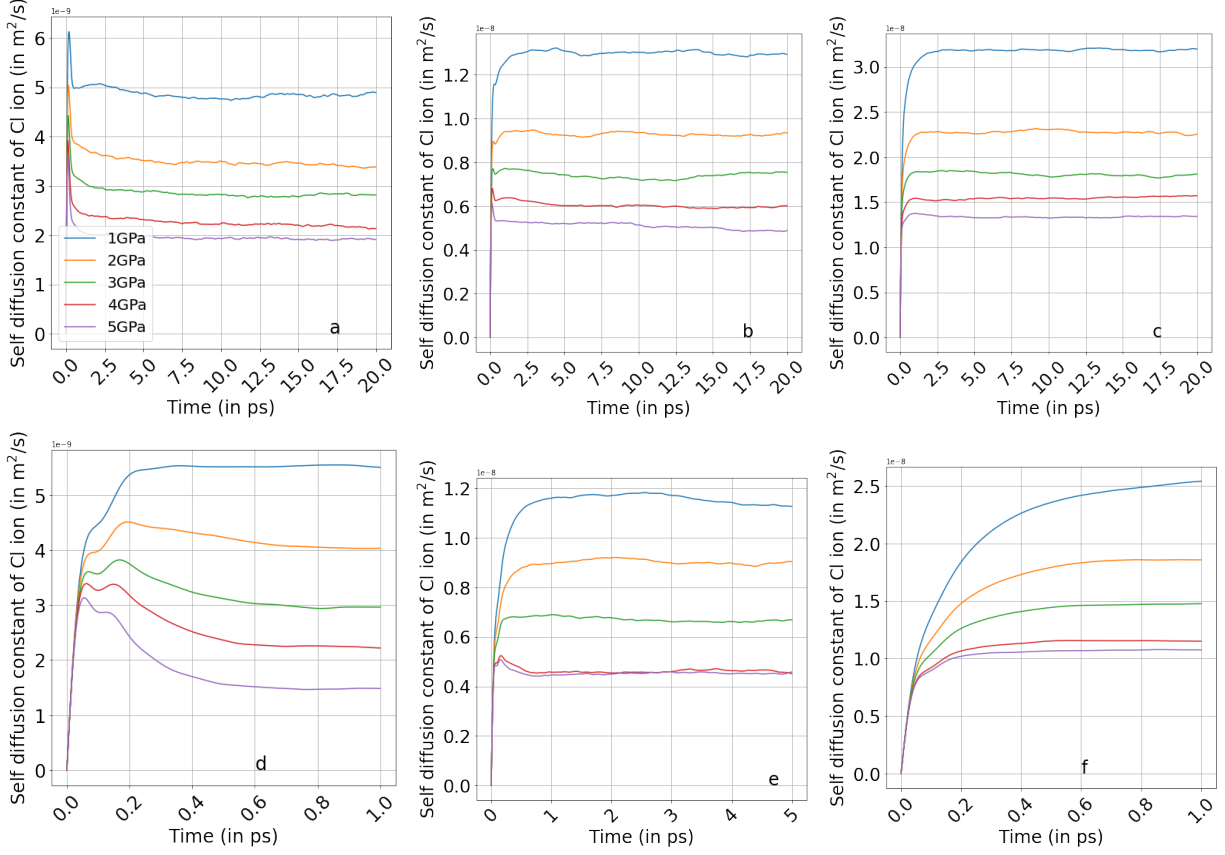 1e−9
Self diffusion constant of Cl ion (in m²/s)
6
5
4
3
2
1
0
1GPa
2GPa
3GPa
4GPa
5GPa
a
0.0 2.5 5.0 7.5 10.0 12.5 15.0 17.5 20.0
Time (in ps)
1e−8
Self diffusion constant of Cl ion (in m²/s)
1.2
1.0
0.8
0.6
0.4
0.2
0.0
b
0.0 2.5 5.0 7.5 10.0 12.5 15.0 17.5 20.0
Time (in ps)
1e−8
Self diffusion constant of Cl ion (in m²/s)
3.0
2.5
2.0
1.5
1.0
0.5
0.0
c
0.0 2.5 5.0 7.5 10.0 12.5 15.0 17.5 20.0
Time (in ps)
1e−9
Self diffusion constant of Cl ion (in m²/s)
5
4
3
2
1
0
d
0.0 0.2 0.4 0.6 0.8 1.0
Time (in ps)
1e−8
Self diffusion constant of Cl ion (in m²/s)
1.2
1.0
0.8
0.6
0.4
0.2
0.0
e
0 1 2 3 4 5
Time (in ps)
1e−8
Self diffusion constant of Cl ion (in m²/s)
2.5
2.0
1.5
1.0
0.5
0.0
f
0.0 0.2 0.4 0.6 0.8 1.0
Time (in ps)